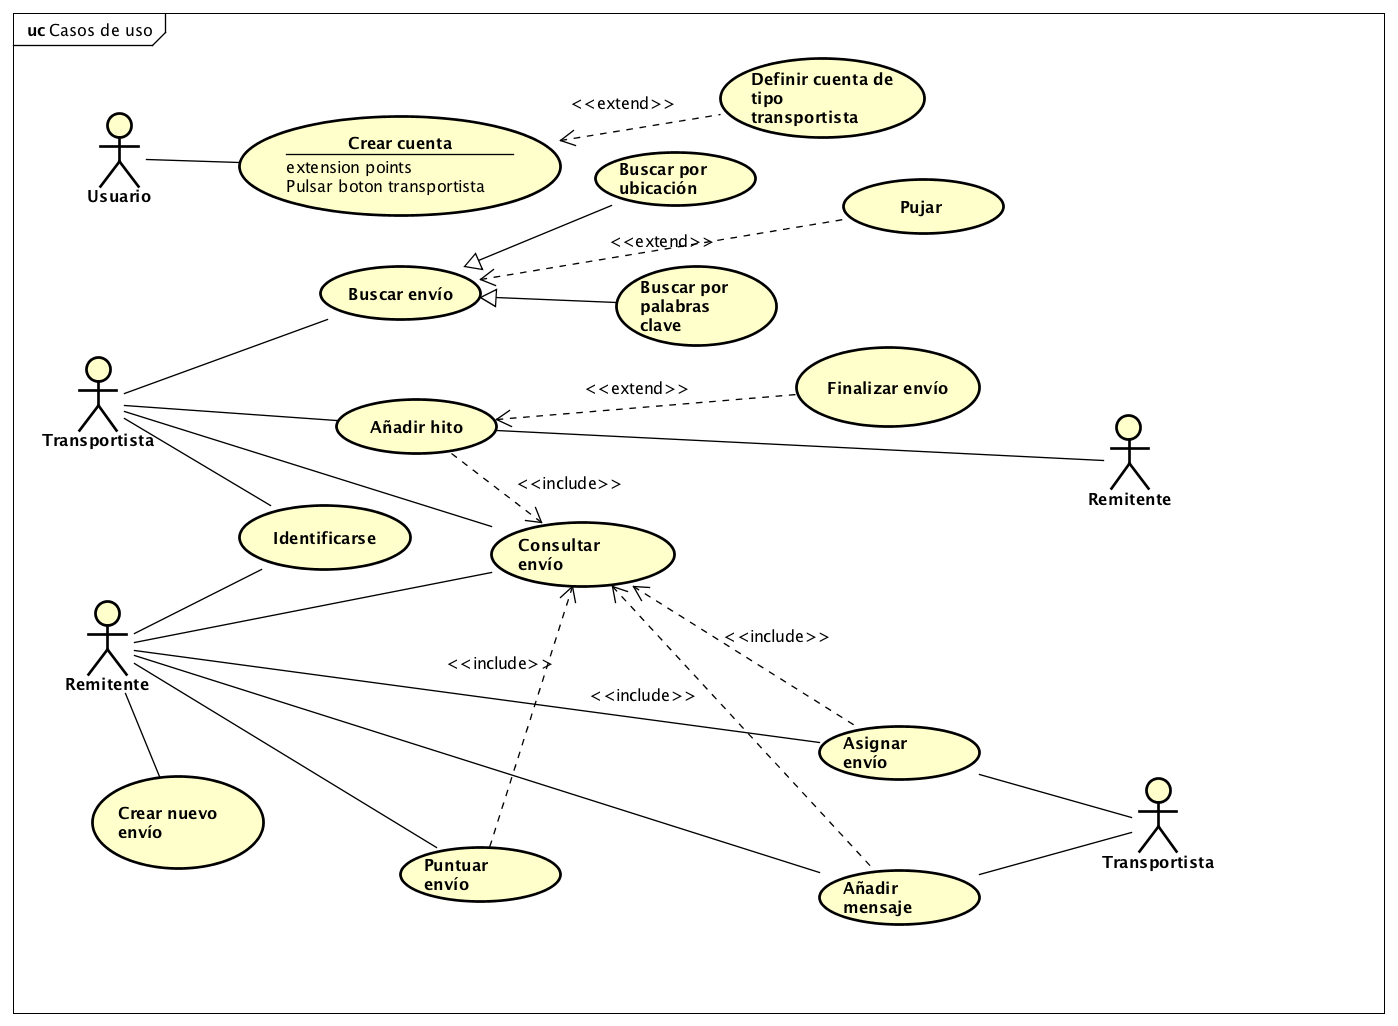 uc Casos de uso
Definir cuenta de
tipo
transportista
<<extend>>
Crear cuenta
extension points
Pulsar boton transportista
Usuario
Buscar por
ubicación
Pujar
<<extend>>
Buscar envío
Buscar por
palabras
clave
<<extend>>
Finalizar envío
Transportista
Añadir hito
Remitente
<<include>>
Identificarse
Consultar
envío
<<include>>
<<include>>
Remitente
<<include>>
Asignar
envío
Crear nuevo
envío
Transportista
Puntuar
envío
Añadir
mensaje